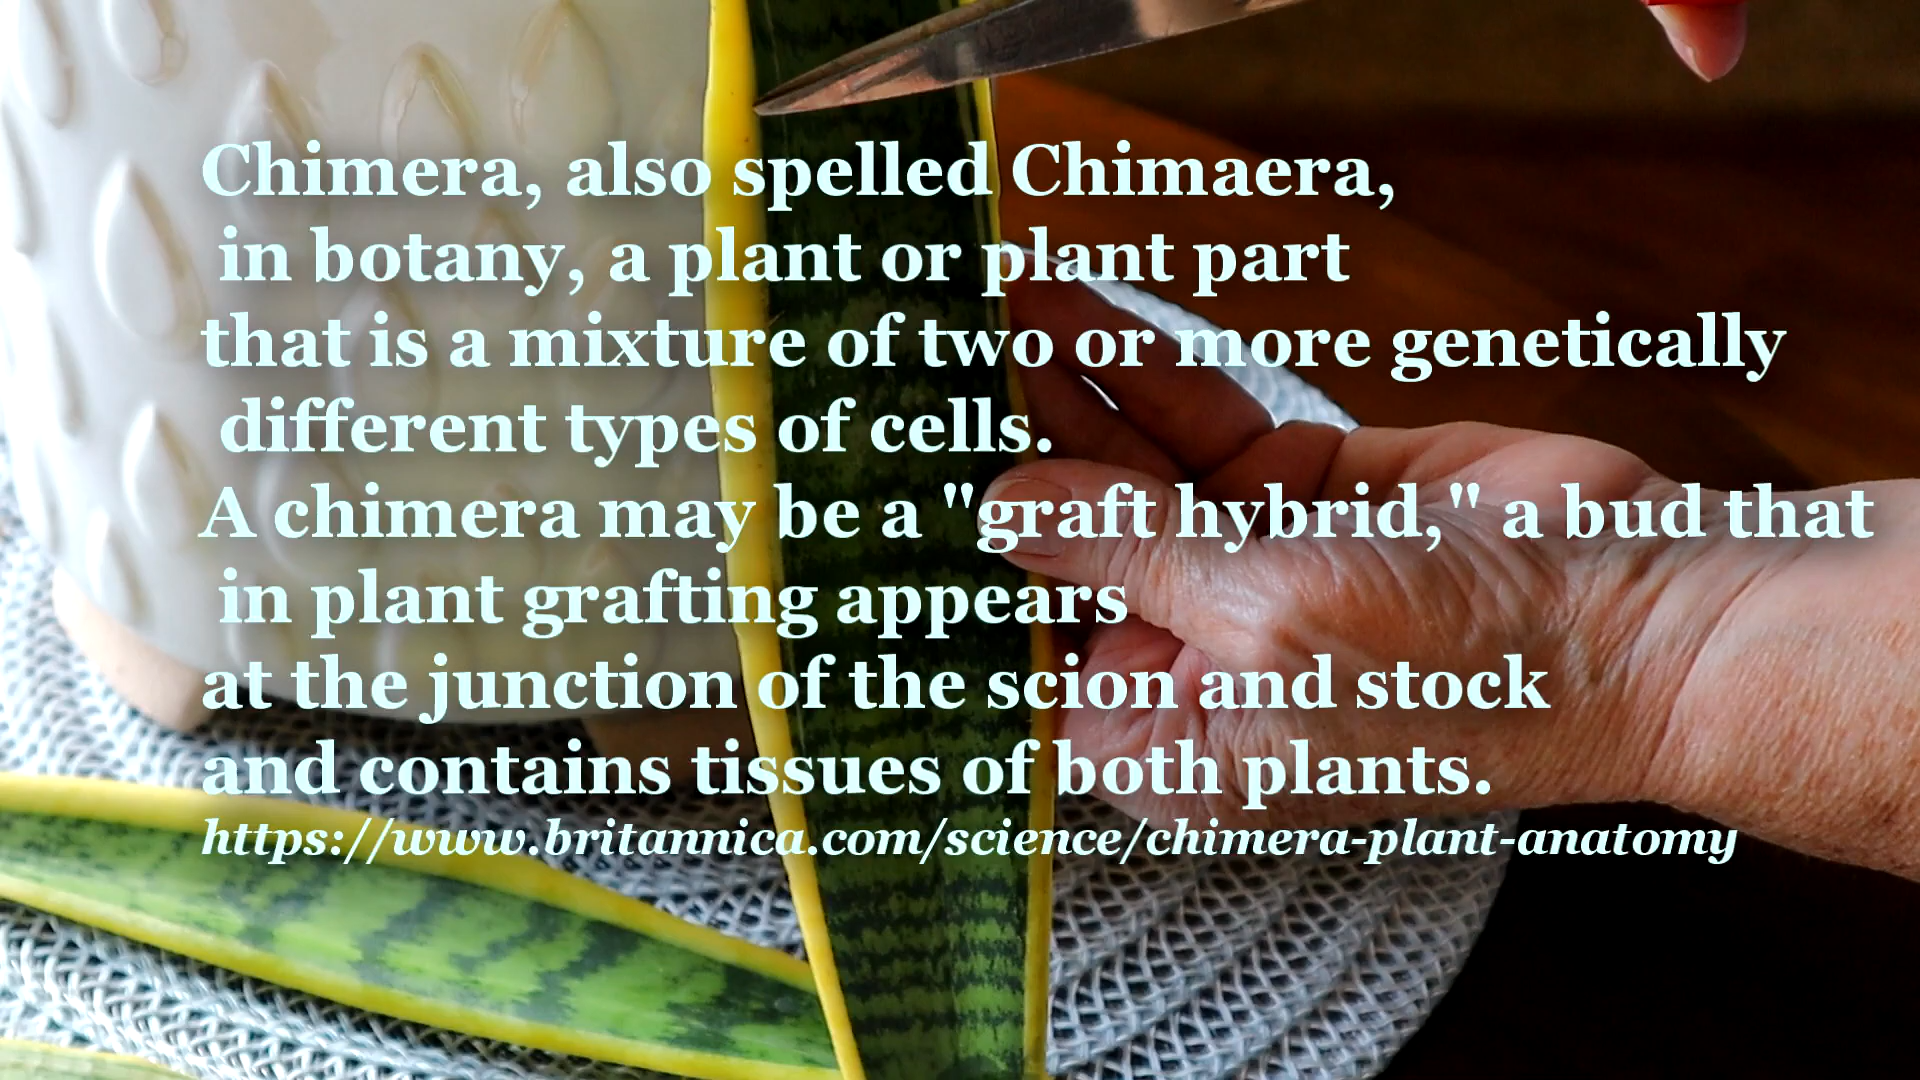 Chimera, also spelled Chimaera,
in botany, a plant or plant part
that is a mixture of two or more genetically
different types of cells.
A chimera may be a "graft hybrid," a bud that
in plant grafting appears
at the junction of the scion and stock
and contains tissues of both plants.
https://www.britannica.com/science/chimera-plant-anatomy